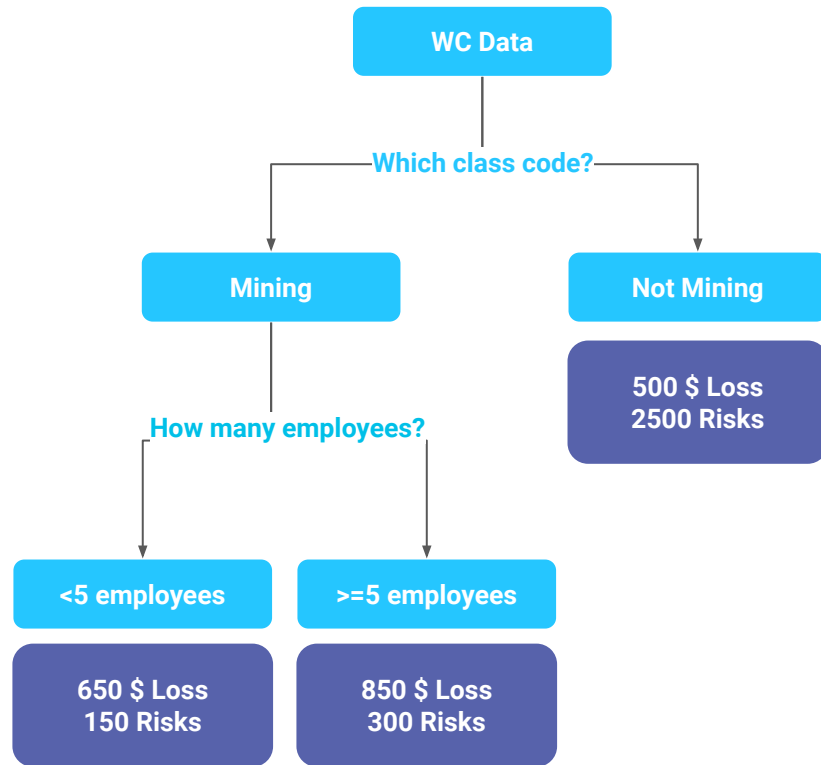 WC Data
Which class code?
Mining
Not Mining
500 $ Loss
2500 Risks
How many employees?
<5 employees
>=5 employees
650 $ Loss
150 Risks
850 $ Loss
300 Risks